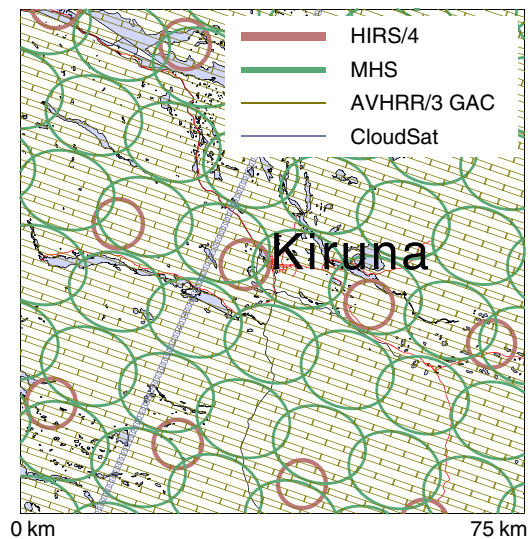 HIRS/4
MHS
AVHRR/3 GAC
CloudSat
Kiruna
0 km
75 km